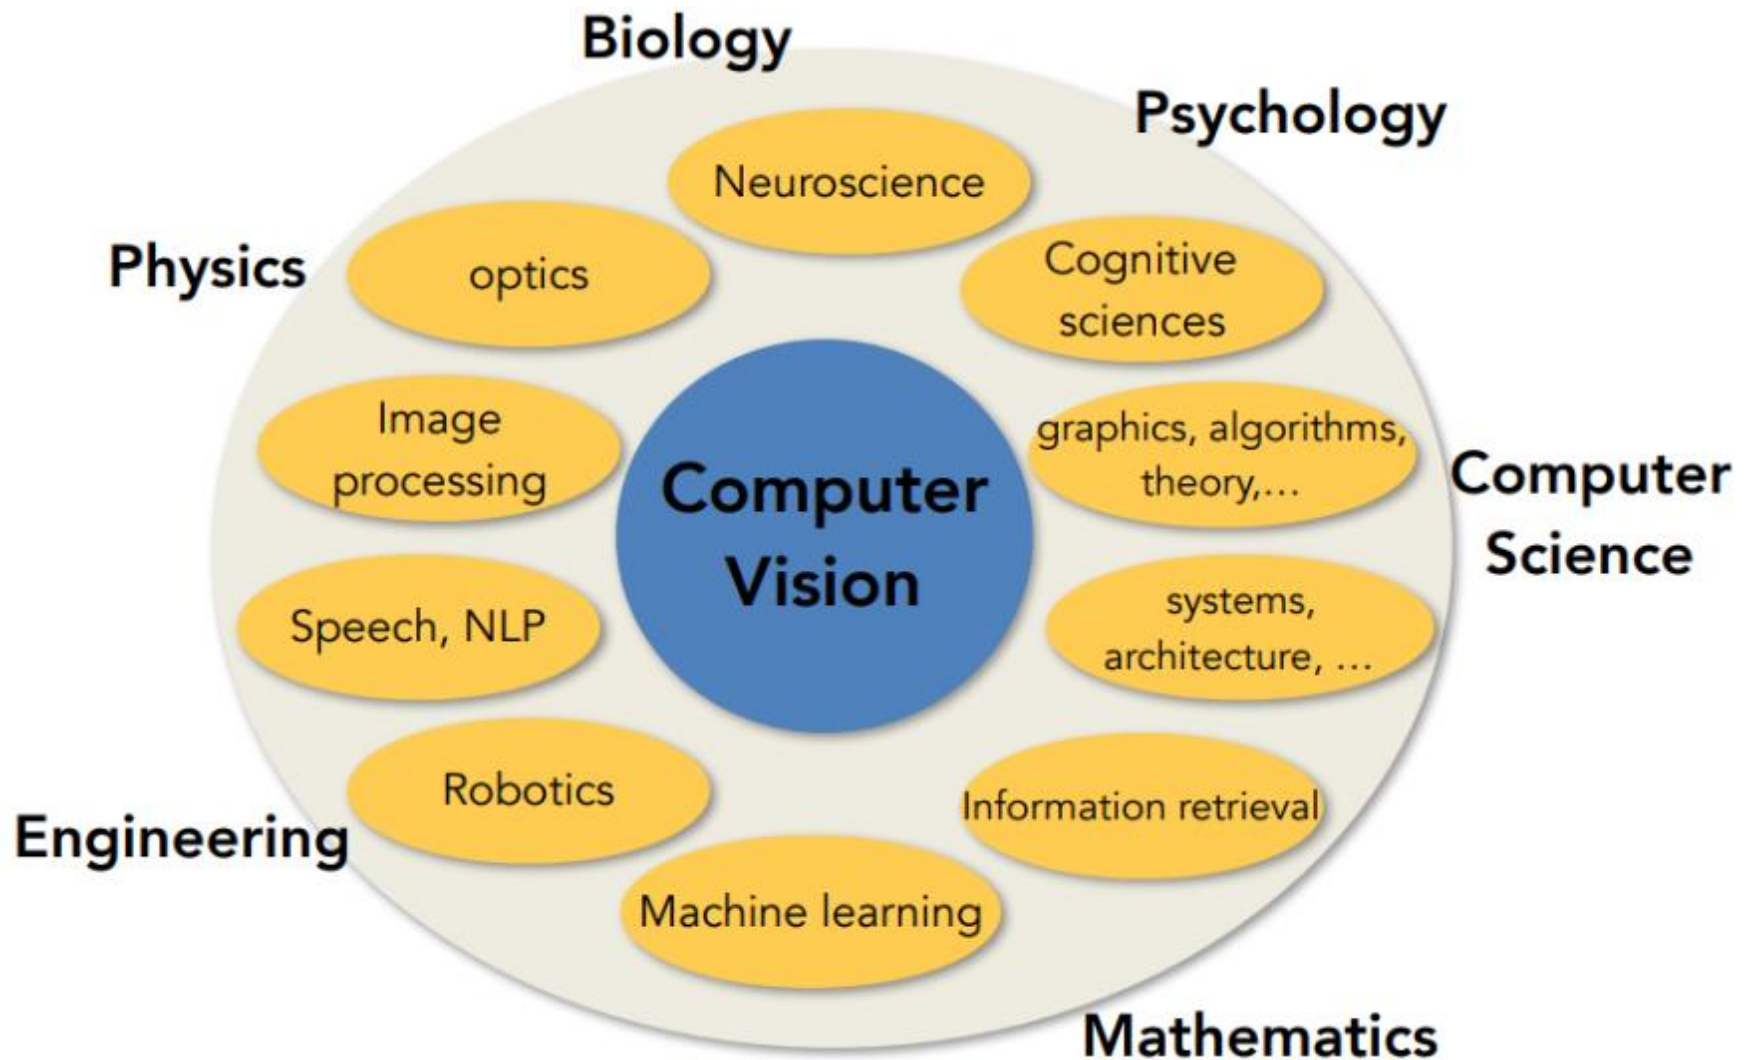 Biology
Psychology
Neuroscience
Physics
optics
Cognitive
sciences
Image
processing
graphics, algorithms,
theory,...
Computer
Vision
Computer
Science
Speech, NLP
systems,
architecture, ...
Robotics
Information retrieval
Engineering
Machine learning
Mathematics